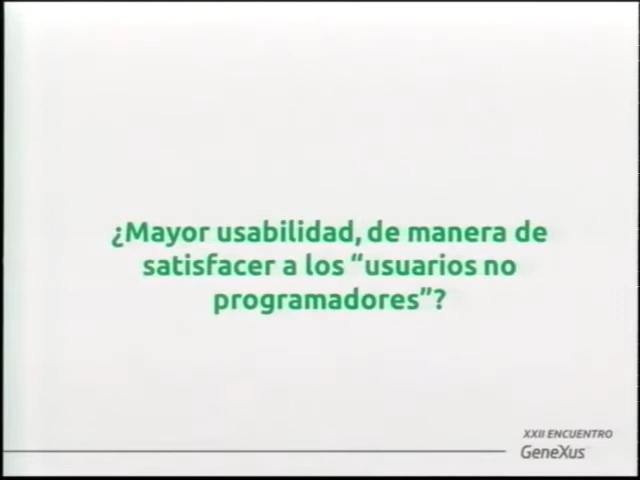 ¿Mayor usabilidad, de manera de
satisfacer a los “usuarios no
programadores”?
XXII ENCUENTRO
GeneXus